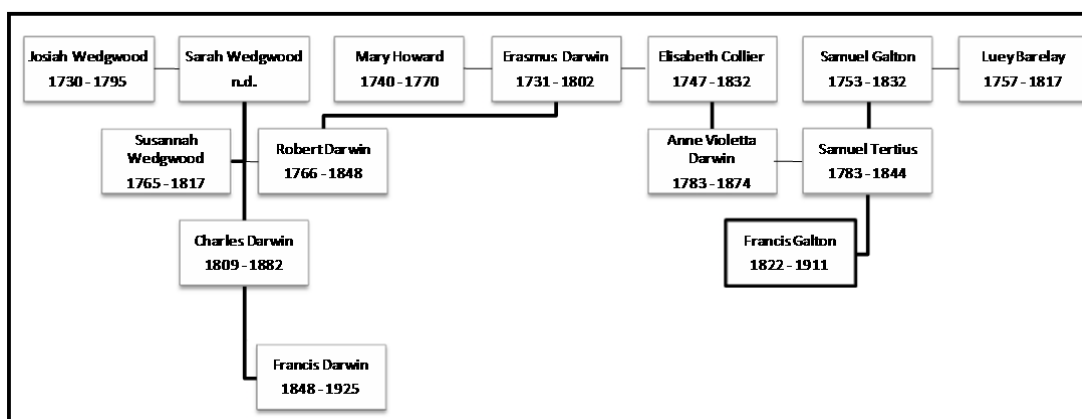 Josiah Wedgwood
1730 - 1795
Sarah Wedgwood
n.d.
Mary Howard
1740 - 1770
Erasmus Darwin
1731 - 1802
Elisabeth Collier
1747 - 1832
Samuel Galton
1753 - 1832
Luey Barelay
1757 - 1817
Susannah
Wedgwood
1765 - 1817
Robert Darwin
1766 - 1848
Anne Violetta
Darwin
1783 - 1874
Samuel Tertius
1783 - 1844
Charles Darwin
1809 - 1882
Francis Galton
1822 - 1911
Francis Darwin
1848 - 1925